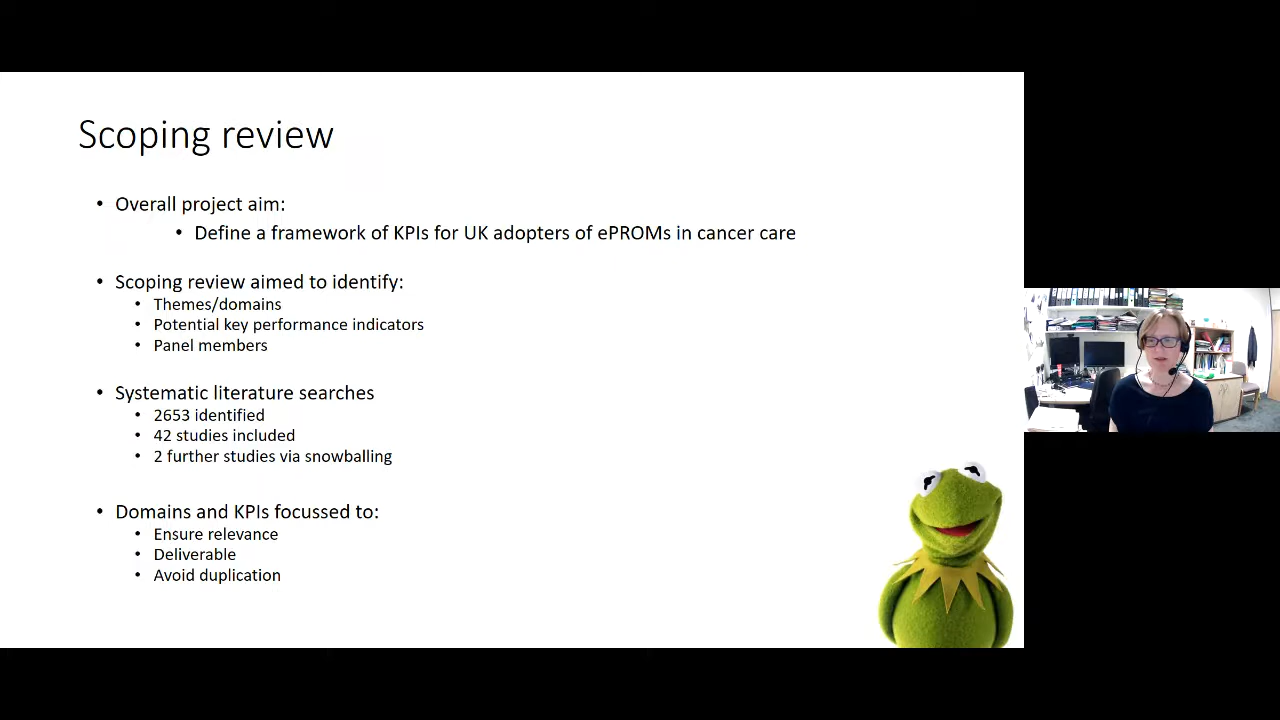 Scoping review
• Overall project aim:
• Define a framework of KPIs for UK adopters of ePROMs in cancer care
• Scoping review aimed to identify:
• Themes/domains
• Potential key performance indicators
• Panel members
• Systematic literature searches
• 2653 identified
• 42 studies included
• 2 further studies via snowballing
• Domains and KPIs focussed to:
• Ensure relevance
• Deliverable
• Avoid duplication